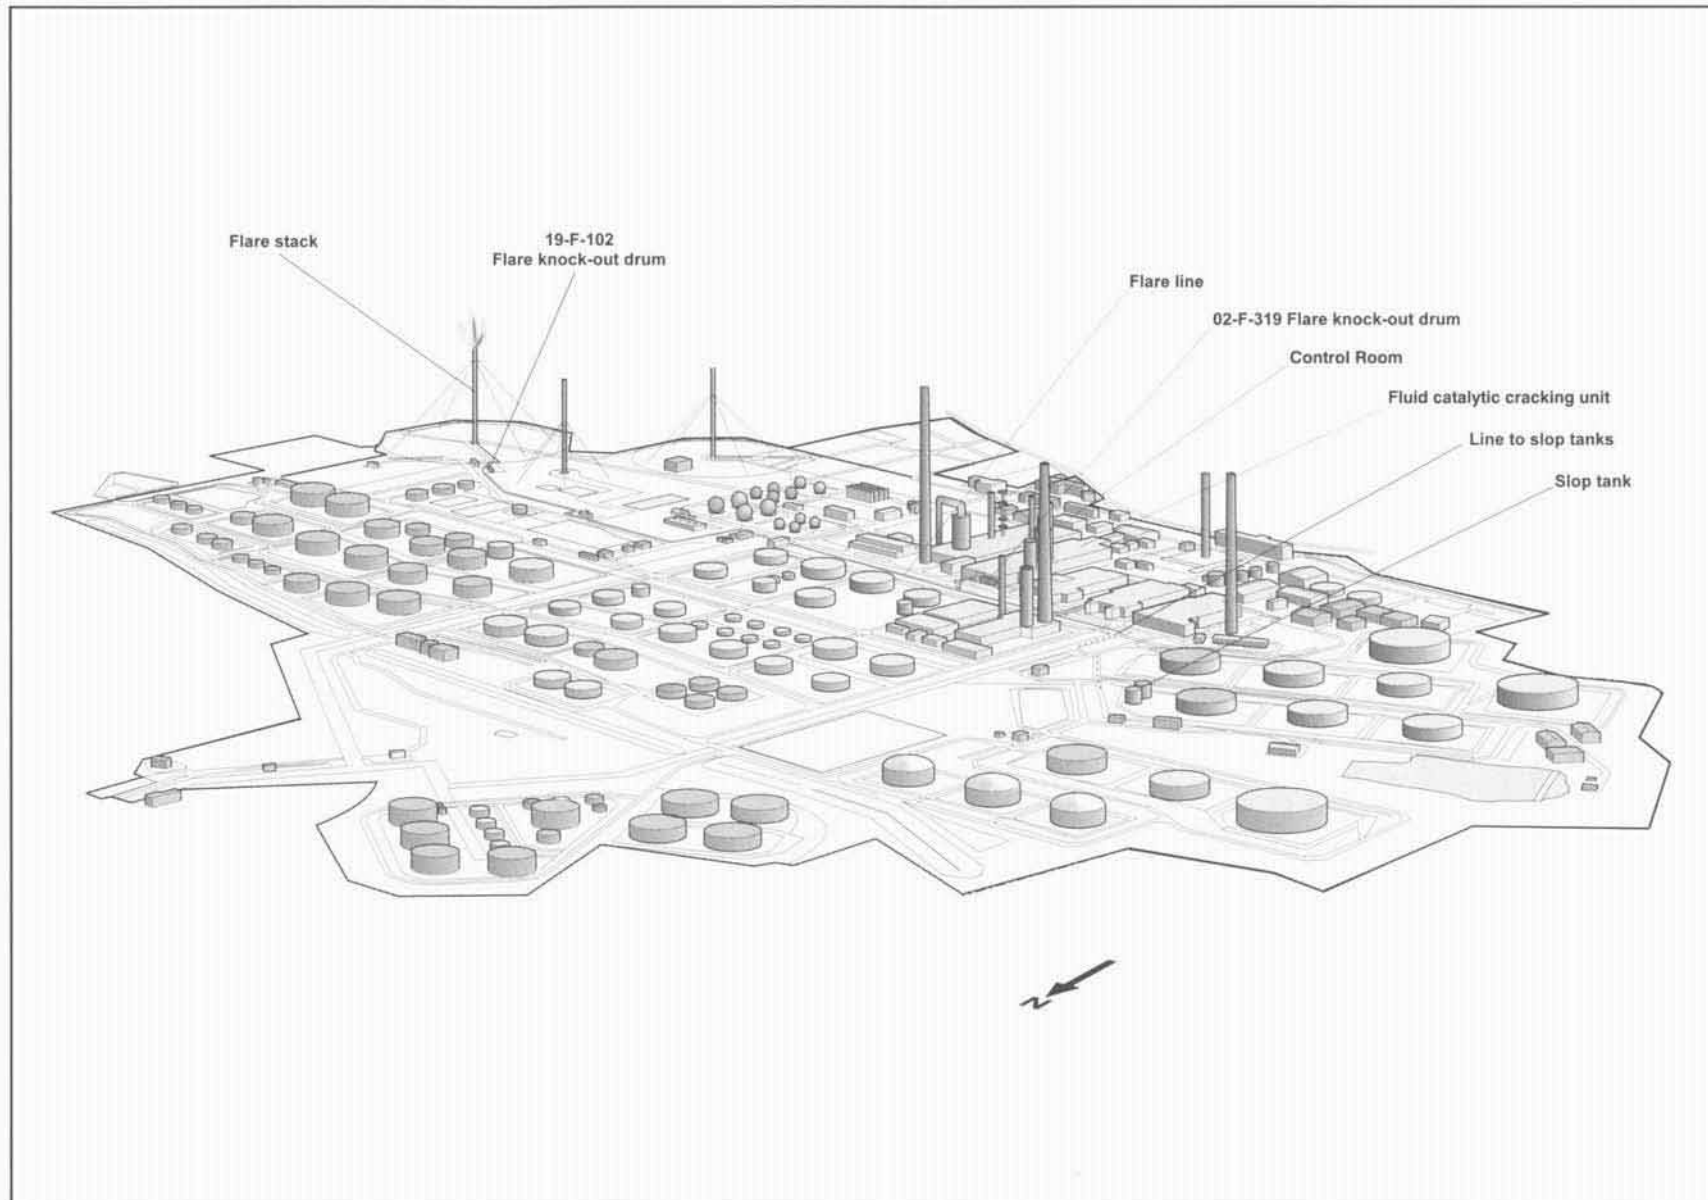 Flare stack
19-F-102
Flare knock-out drum
Flare line
02-F-319 Flare knock-out drum
Control Room
Fluid catalytic cracking unit
Line to slop tanks
Slop tank
N